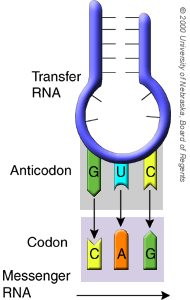 Transfer
RNA
Anticodon
G U C
Codon
C A G
Messenger
RNA
© 2000 University of Nebraska, Board of Regents